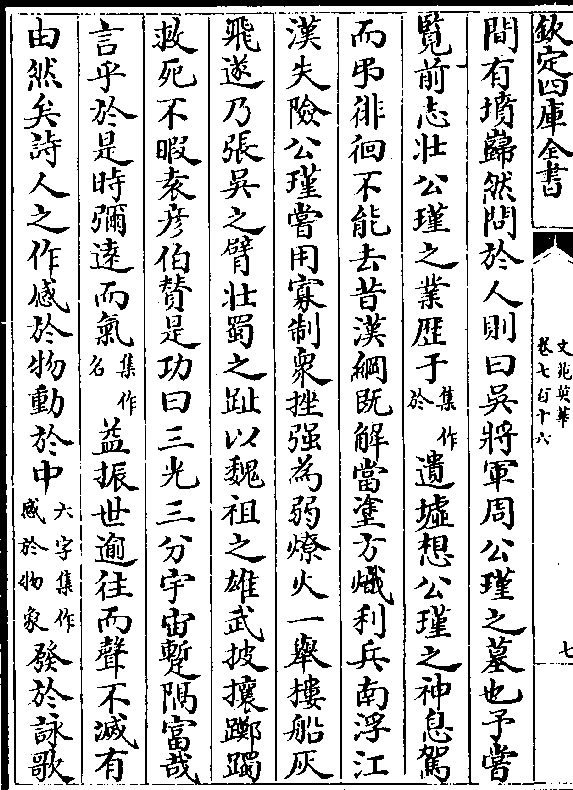 欽定四庫全書
文苑英華
卷七百十六
七
間有墳巋然問於人則曰吳將軍周公瑾之墓也予嘗
覽前志壯公瑾之業歴于集作於遺墟想公瑾之神息駕
而弔徘徊不能去昔漢綱既解當塗方熾利兵南浮江
漢失險公瑾嘗用寡制衆挫强為弱燎火一舉樓船灰
飛遂乃張吳之臂壯蜀之趾以魏祖之雄武披攘躑躅
救死不暇袁彦伯賛是功曰三光三分宇宙蹔隔富哉
言乎於是時彌逺而氣集作名益振世逾往而聲不滅有
由然矣詩人之作感於物動於中六字集作感於物象發於詠歌